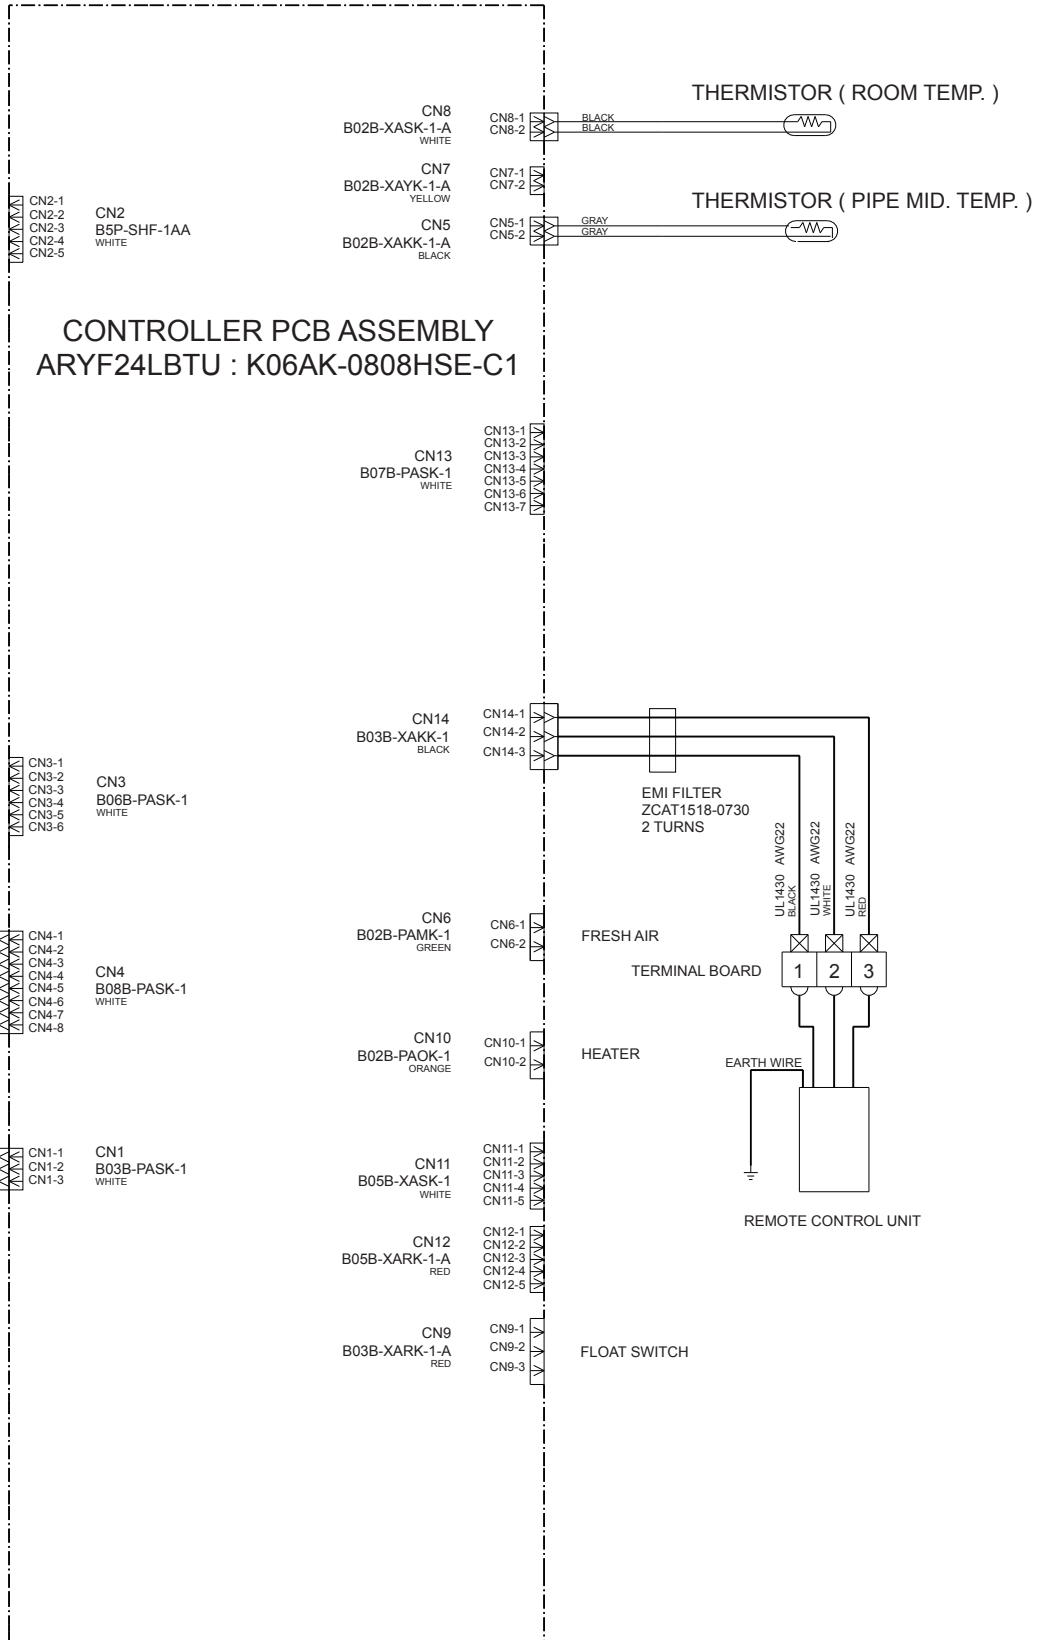 THERMISTOR ( ROOM TEMP. )
CN8
B02B-XASK-1-A
WHITE
CN8-1
CN8-2
BLACK
BLACK
CN7
B02B-XAYK-1-A
YELLOW
CN7-1
CN7-2
THERMISTOR ( PIPE MID. TEMP. )
CN5
B02B-XAKK-1-A
BLACK
CN5-1
CN5-2
GRAY
GRAY
CN2-1
CN2-2
CN2-3
CN2-4
CN2-5
CN2
B5P-SHF-1AA
WHITE
CONTROLLER PCB ASSEMBLY
ARYF24LBTU : K06AK-0808HSE-C1
CN13
B07B-PASK-1
WHITE
CN13-1
CN13-2
CN13-3
CN13-4
CN13-5
CN13-6
CN13-7
CN14
B03B-XAKK-1
BLACK
CN14-1
CN14-2
CN14-3
CN3-1
CN3-2
CN3-3
CN3-4
CN3-5
CN3-6
CN3
B06B-PASK-1
WHITE
EMI FILTER
ZCAT1518-0730
2 TURNS
UL1430 AWG22
BLACK
UL1430 AWG22
WHITE
UL1430 AWG22
RED
CN6
B02B-PAMK-1
GREEN
CN6-1
CN6-2
FRESH AIR
TERMINAL BOARD
1
2
3
CN4-1
CN4-2
CN4-3
CN4-4
CN4-5
CN4-6
CN4-7
CN4-8
CN4
B08B-PASK-1
WHITE
CN10
B02B-PAOK-1
ORANGE
CN10-1
CN10-2
HEATER
EARTH WIRE
CN1-1
CN1-2
CN1-3
CN1
B03B-PASK-1
WHITE
CN11
B05B-XASK-1
WHITE
CN11-1
CN11-2
CN11-3
CN11-4
CN11-5
REMOTE CONTROL UNIT
CN12
B05B-XARK-1-A
RED
CN12-1
CN12-2
CN12-3
CN12-4
CN12-5
CN9
B03B-XARK-1-A
RED
CN9-1
CN9-2
CN9-3
FLOAT SWITCH